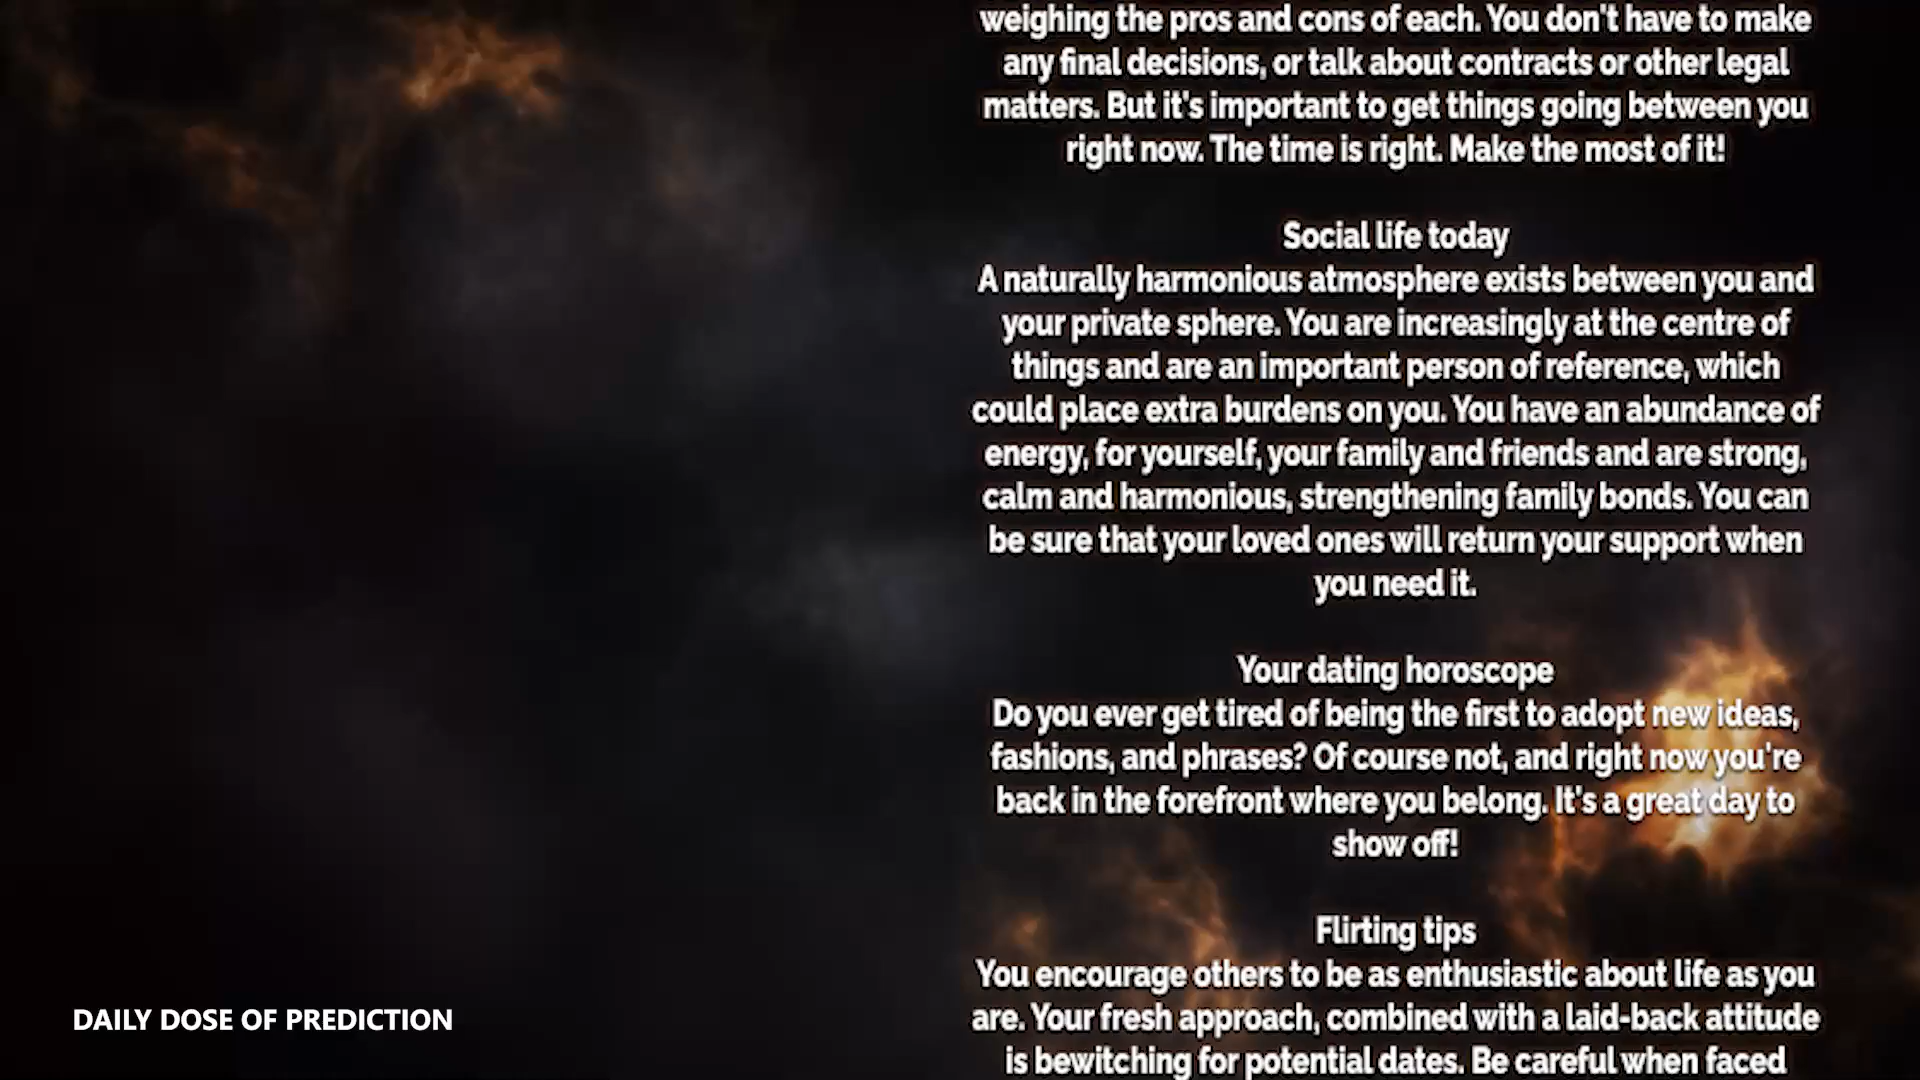 weighing the pros and cons of each. You don't have to make
any final decisions, or talk about contracts or other legal
matters. But it's important to get things going between you
right now. The time is right. Make the most of it!
Social life today
A naturally harmonious atmosphere exists between you and
your private sphere. You are increasingly at the centre of
things and are an important person of reference, which
could place extra burdens on you. You have an abundance of
energy, for yourself, your family and friends and are strong,
calm and harmonious, strengthening family bonds. You can
be sure that your loved ones will return your support when
you need it.
Your dating horoscope
Do you ever get tired of being the first to adopt new ideas,
fashions, and phrases? Of course not, and right now you're
back in the forefront where you belong. It's a great day to
show off!
Flirting tips
You encourage others to be as enthusiastic about life as you
are. Your fresh approach, combined with a laid-back attitude
is bewitching for potential dates. Be careful when faced
DAILY DOSE OF PREDICTION